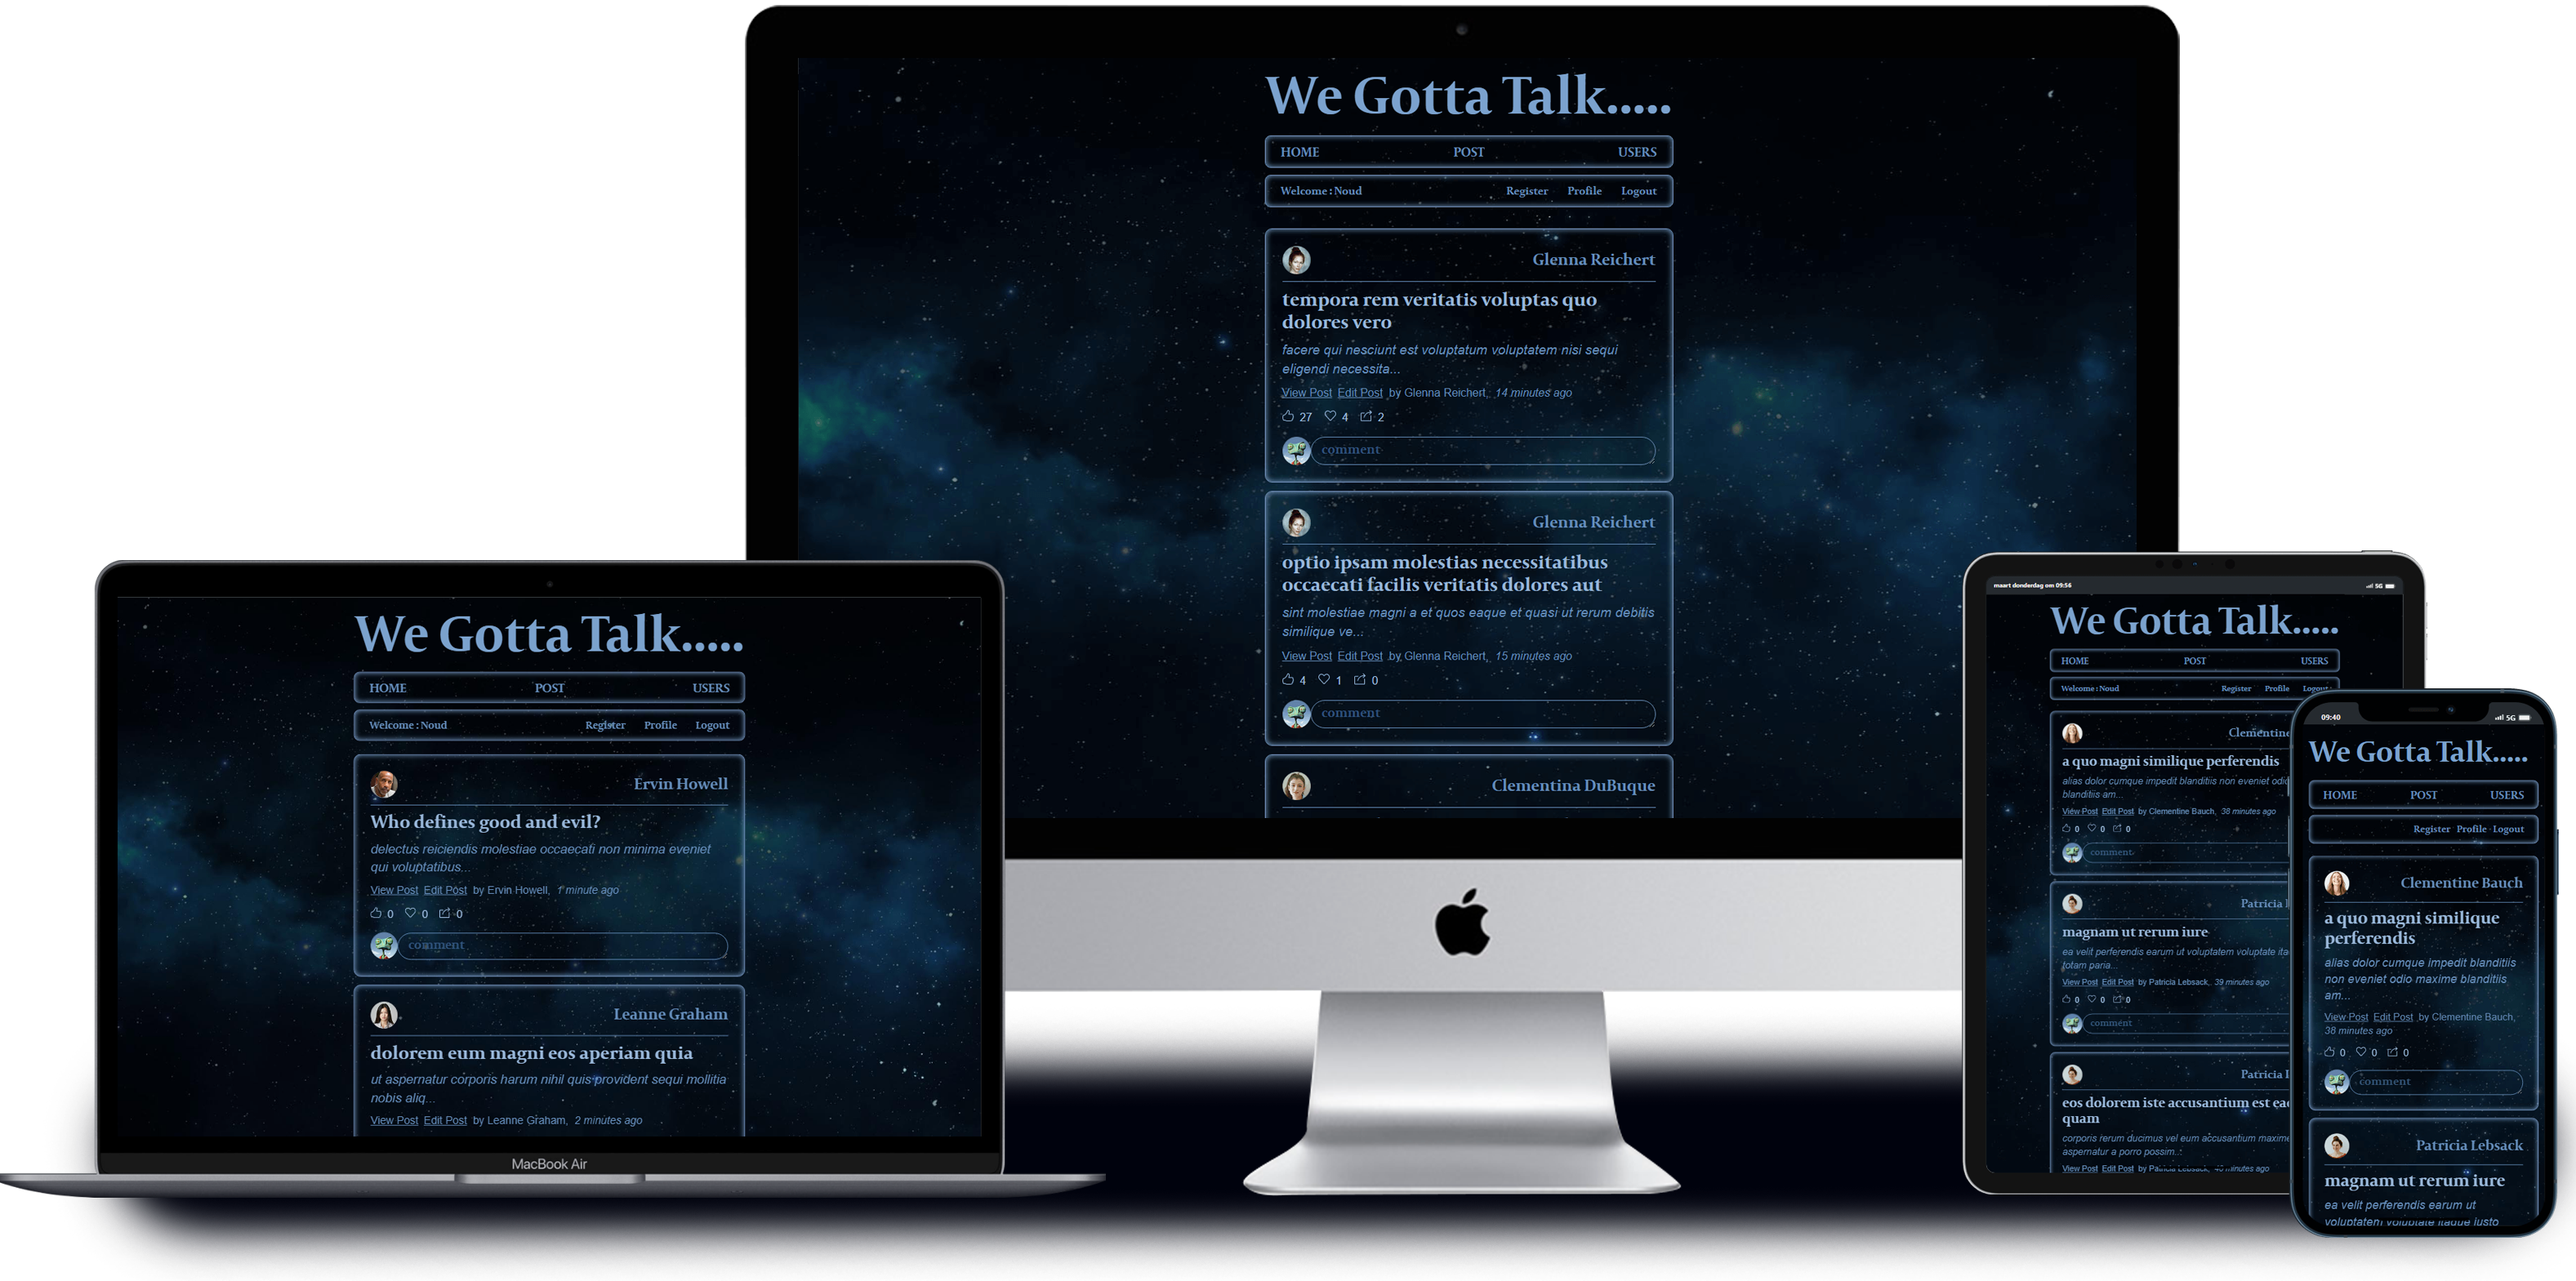 We Gotta Talk.....
HOME POST USERS
Welcome : Noud Register Profile Logout
Glenna Reichert
tempora rem veritatis voluptas quo
dolores vero
facere qui nesciunt est voluptatum voluptatem nisi sequi
eligendi necessita...
View Post Edit Post by Glenna Reichert, 14 minutes ago
27 4 2
comment
Glenna Reichert
optio ipsam molestias necessitatibus
occaecati facilis veritatis dolores aut
sint molestiae magni a et quos eaque et quasi ut rerum debitis
similique ve...
View Post Edit Post by Glenna Reichert, 15 minutes ago
4 1 0
comment
Clementina DuBuque
We Gotta Talk.....
HOME POST USERS
Welcome : Noud Register Profile Logout
Ervin Howell
Who defines good and evil?
delectus reiciendis molestiae occaecati non minima eveniet
qui voluptatibus...
View Post Edit Post by Ervin Howell, 1 minute ago
0 0 0
comment
Leanne Graham
dolorem eum magni eos aperiam quia
ut aspernatur corporis harum nihil quis provident sequi mollitia
nobis aliq...
View Post Edit Post by Leanne Graham, 2 minutes ago
MacBook Air
maart donderdag om 09:56 5G
We Gotta Talk.....
HOME POST USERS
Welcome : Noud Register Profile Logout
Clementine
a quo magni similique perferendis
alias dolor cumque impedit blanditiis non eveniet odio
blanditiis am...
View Post Edit Post by Clementine Bauch, 38 minutes ago
0 0 0
comment
Patricia
magnam ut rerum iure
ea velit perferendis earum ut voluptatem voluptate
totam paria...
View Post Edit Post by Patricia Lebsack, 39 minutes ago
0 0 0
comment
Patricia
eos dolorem iste accusantium est
quam
corporis rerum ducimus vel eum accusantium maxime
aspernatur a porro possim...
View Post Edit Post by Patricia Lebsack, minutes ago
09:40 5G
We Gotta Talk.....
HOME POST USERS
Register Profile Logout
Clementine Bauch
a quo magni similique
perferendis
alias dolor cumque impedit blanditiis
non eveniet odio maxime blanditiis
am...
View Post Edit Post by Clementine Bauch,
38 minutes ago
0 0 0
comment
Patricia Lebsack
magnam ut rerum iure
ea velit perferendis earum ut
voluptatem voluptate itaque iusto